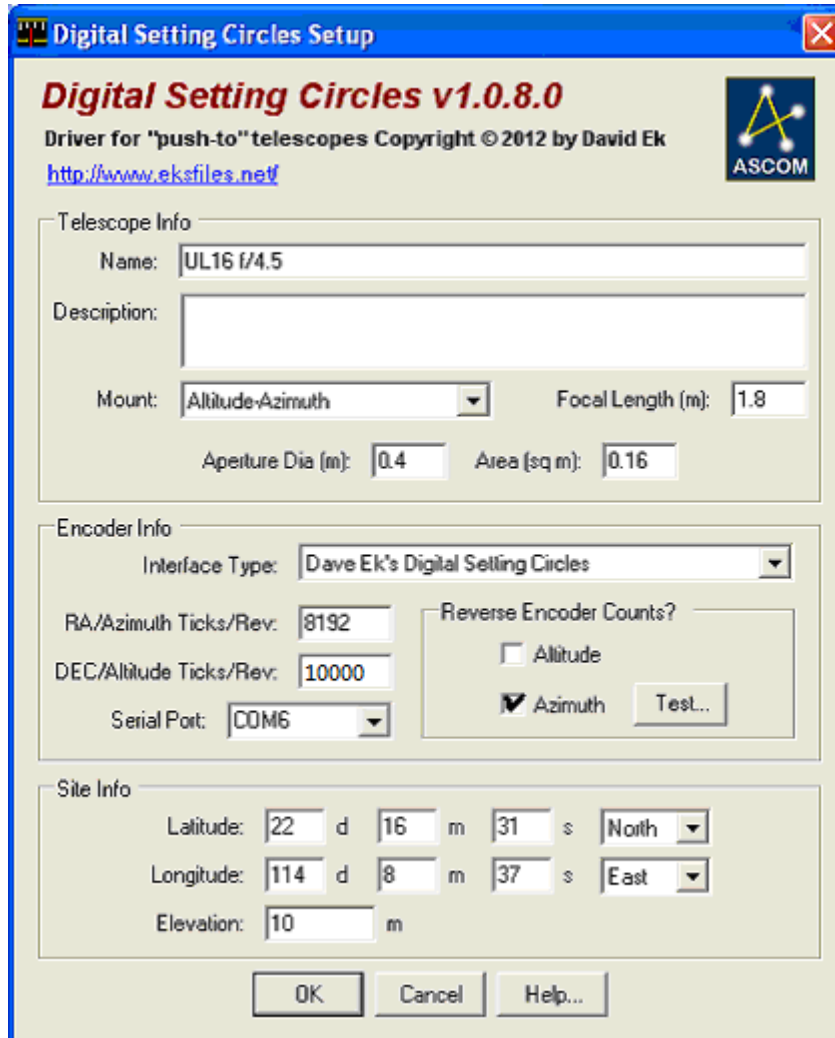 Digital Setting Circles Setup
Digital Setting Circles v1.0.8.0
Driver for "push-to" telescopes Copyright © 2012 by David Ek
http://www.eksfiles.net/
ASCOM
Telescope Info
Name: UL16 f/4.5
Description:
Mount: Altitude-Azimuth Focal Length (m): 1.8
Aperture Dia (m): 0.4 Area (sq m): 0.16
Encoder Info
Interface Type: Dave Ek's Digital Setting Circles
RA/Azimuth Ticks/Rev: 8192
DEC/Altitude Ticks/Rev: 10000
Serial Port: COM6
Reverse Encoder Counts?
Altitude
Azimuth Test...
Site Info
Latitude: 22 d 16 m 31 s North
Longitude: 114 d 8 m 37 s East
Elevation: 10 m
OK Cancel Help...